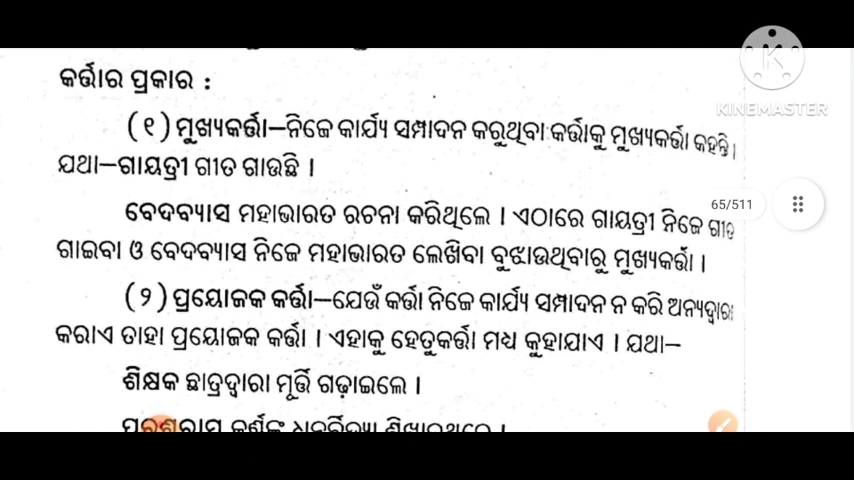 KINEMASTER
କର୍ତ୍ତାର ପ୍ରକାର :
(୧) ମୁଖ୍ୟକର୍ତ୍ତା–ନିଜେ କାର୍ଯ୍ୟ ସମ୍ପାଦନ କରୁଥିବା କର୍ତ୍ତାକୁ ମୁଖ୍ୟକର୍ତ୍ତା କହନ୍ତି।
ଯଥା–ଗାୟତ୍ରୀ ଗୀତ ଗାଉଛି ।
65/511
ବେଦବ୍ୟାସ ମହାଭାରତ ରଚନା କରିଥିଲେ । ଏଠାରେ ଗାୟତ୍ରୀ ନିଜେ ଗୀତ
ଗାଇବା ଓ ବେଦବ୍ୟାସ ନିଜେ ମହାଭାରତ ଲେଖିବା ବୁଝାଉଥିବାରୁ ମୁଖ୍ୟକର୍ତ୍ତା ।
(୨) ପ୍ରୟୋଜକ କର୍ତ୍ତା–ଯେଉଁ କର୍ତ୍ତା ନିଜେ କାର୍ଯ୍ୟ ସମ୍ପାଦନ ନ କରି ଅନ୍ୟଦ୍ୱାରା
କରାଏ ତାହା ପ୍ରୟୋଜକ କର୍ତ୍ତା । ଏହାକୁ ହେତୁକର୍ତ୍ତା ମଧ୍ୟ କୁହାଯାଏ । ଯଥା–
ଶିକ୍ଷକ ଛାତ୍ରଦ୍ୱାରା ମୂର୍ତ୍ତି ଗଢ଼ାଇଲେ ।